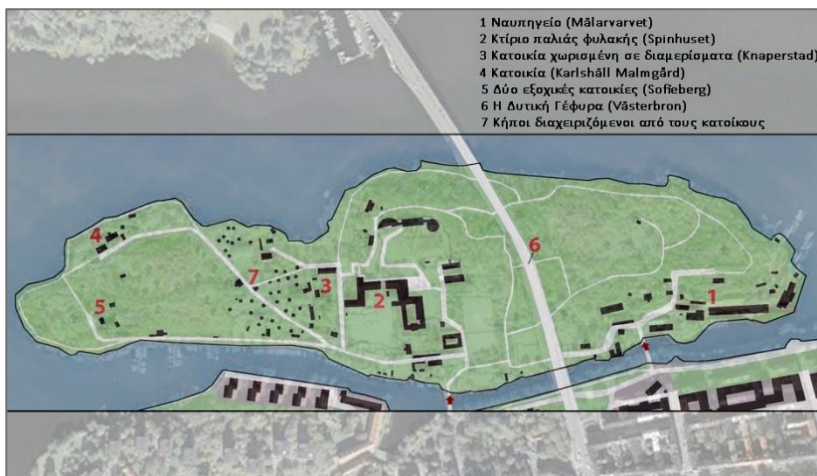 1 Ναυπηγείο (Mälarvarvet)
2 Κτίριο παλιάς φυλακής (Spinhuset)
3 Κατοικία χωρισμένη σε διαμερίσματα (Knaperstad)
4 Κατοικία (Karlshäll Malmgård)
5 Δύο εξοχικές κατοικίες (Sofieberg)
6 Η Δυτική Γέφυρα (Västerbron)
7 Κήποι διαχειριζόμενοι από τους κατοίκους
4
6
7
3
2
5
1